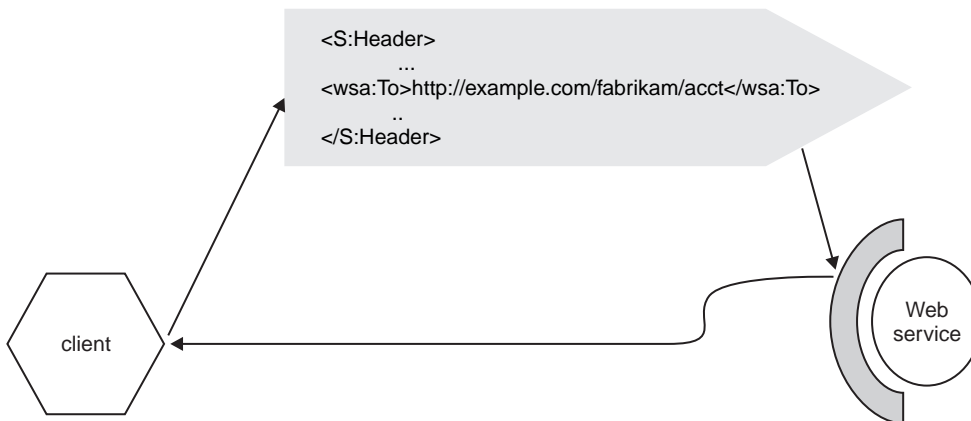 <S:Header>
...
<wsa:To>http://example.com/fabrikam/acct</wsa:To>
..
</S:Header>
client
Web
service